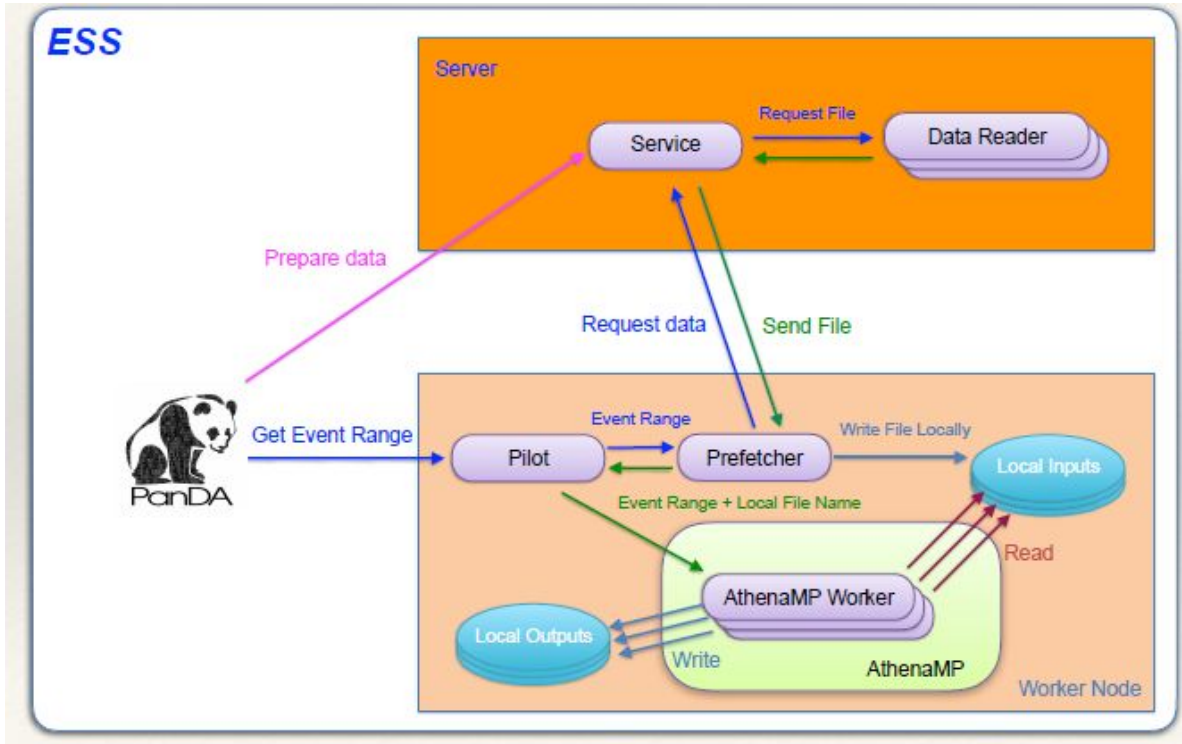 ESS
Server
Request File
Service
Data Reader
Prepare data
Request data
Send File
Get Event Range
Event Range
Write File Locally
Pilot
Prefetcher
Local Inputs
PanDA
Event Range + Local File Name
Read
AthenaMP Worker
Local Outputs
Write
AthenaMP
Worker Node